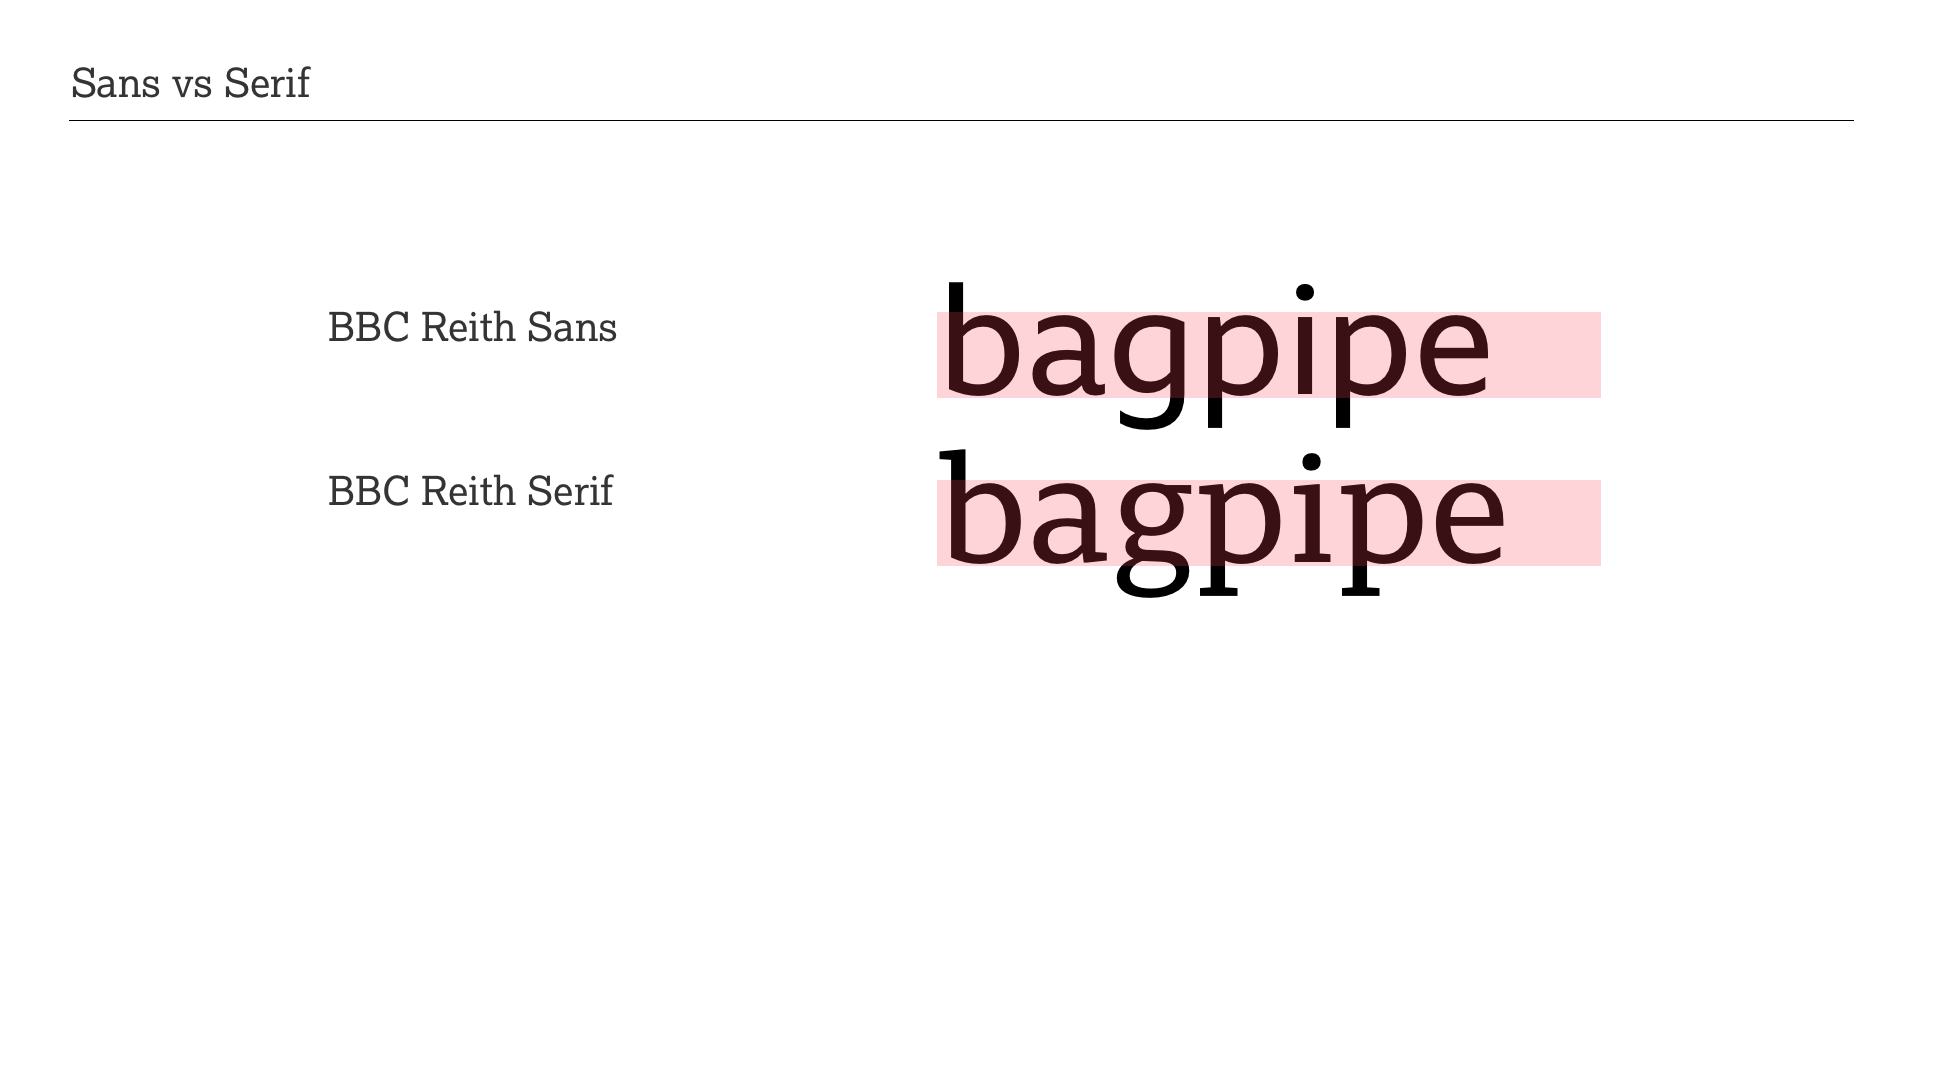 Sans vs Serif
BBC Reith Sans
bagpipe
BBC Reith Serif
bagpipe